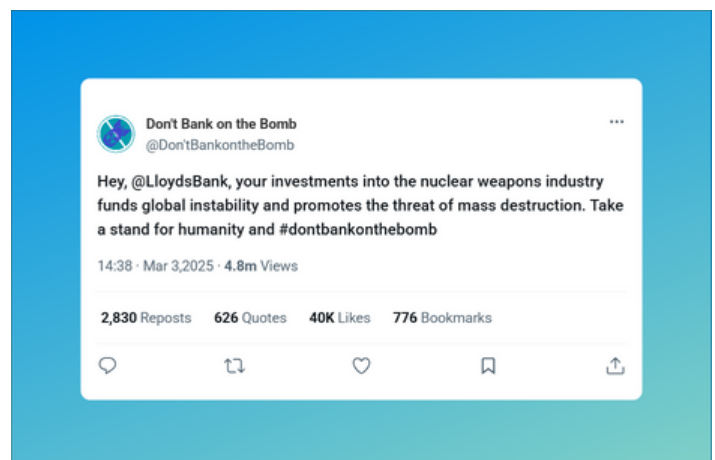 Don't Bank on the Bomb
@Don'tBankontheBomb
Hey, @LloydsBank, your investments into the nuclear weapons industry
funds global instability and promotes the threat of mass destruction. Take
a stand for humanity and #dontbankonthebomb
14:38 · Mar 3,2025 · 4.8m Views
2,830 Reposts 626 Quotes 40K Likes 776 Bookmarks